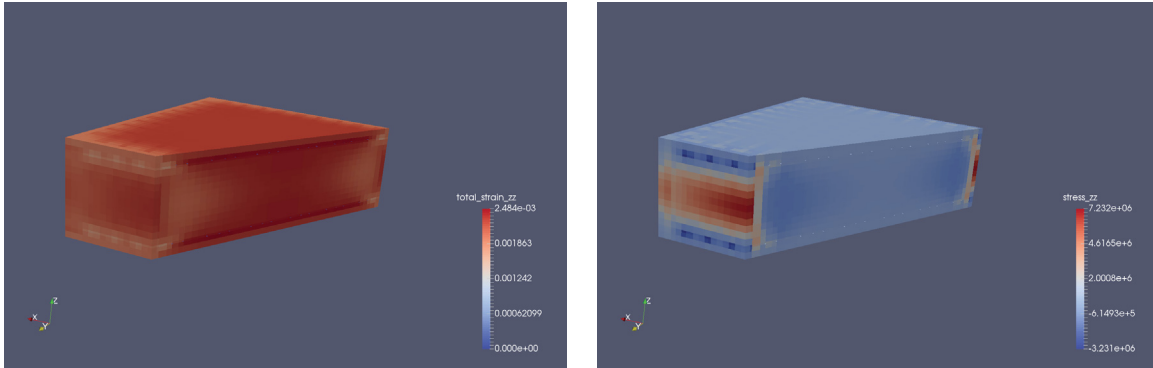 total_strain_zz
2.484e-03
0.001863
0.001242
0.00062099
0.000e+00
Z
X
Y
stress_zz
7.232e+06
4.6165e+6
2.0008e+6
-6.1493e+5
-3.231e+06
Z
X
Y